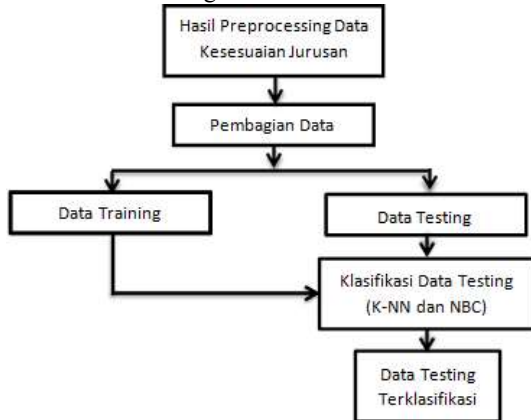 Hasil Preprocessing Data
Kesesuaian Jurusan
Pembagian Data
Data Training
Data Testing
Klasifikasi Data Testing
(K-NN dan NBC)
Data Testing
Terklasifikasi